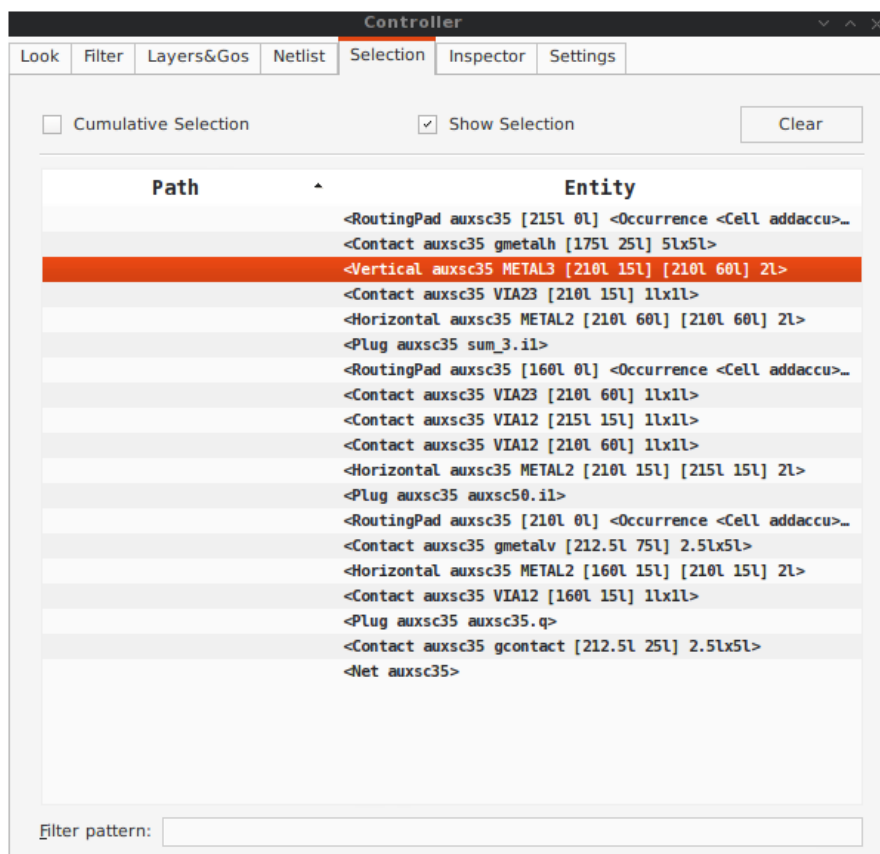 Controller
Look Filter Layers&Gos Netlist Selection Inspector Settings
Cumulative Selection Show Selection Clear
Path Entity
<RoutingPad auxsc35 [215l 0l] <Occurrence <Cell addaccu>…
<Contact auxsc35 gmetalh [175l 25l] 5lx5l>
<Vertical auxsc35 METAL3 [210l 15l] [210l 60l] 2l>
<Contact auxsc35 VIA23 [210l 15l] 1lx1l>
<Horizontal auxsc35 METAL2 [210l 60l] [210l 60l] 2l>
<Plug auxsc35 sum_3.i1>
<RoutingPad auxsc35 [160l 0l] <Occurrence <Cell addaccu>…
<Contact auxsc35 VIA23 [210l 60l] 1lx1l>
<Contact auxsc35 VIA12 [215l 15l] 1lx1l>
<Contact auxsc35 VIA12 [210l 60l] 1lx1l>
<Horizontal auxsc35 METAL2 [210l 15l] [215l 15l] 2l>
<Plug auxsc35 auxsc50.i1>
<RoutingPad auxsc35 [210l 0l] <Occurrence <Cell addaccu>…
<Contact auxsc35 gmetalv [212.5l 75l] 2.5lx5l>
<Horizontal auxsc35 METAL2 [160l 15l] [210l 15l] 2l>
<Contact auxsc35 VIA12 [160l 15l] 1lx1l>
<Plug auxsc35 auxsc35.q>
<Contact auxsc35 gcontact [212.5l 25l] 2.5lx5l>
<Net auxsc35>
Filter pattern: